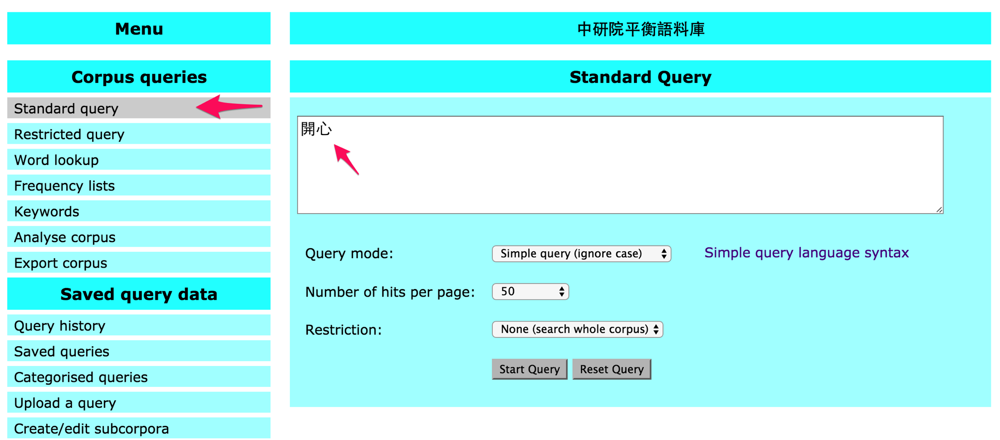 Menu
Corpus queries
Standard query
Restricted query
Word lookup
Frequency lists
Keywords
Analyse corpus
Export corpus
Saved query data
Query history
Saved queries
Categorised queries
Upload a query
Create/edit subcorpora
中研院平衡語料庫
Standard Query
開心
Query mode: Simple query (ignore case) Simple query language syntax
Number of hits per page: 50
Restriction: None (search whole corpus)
Start Query Reset Query